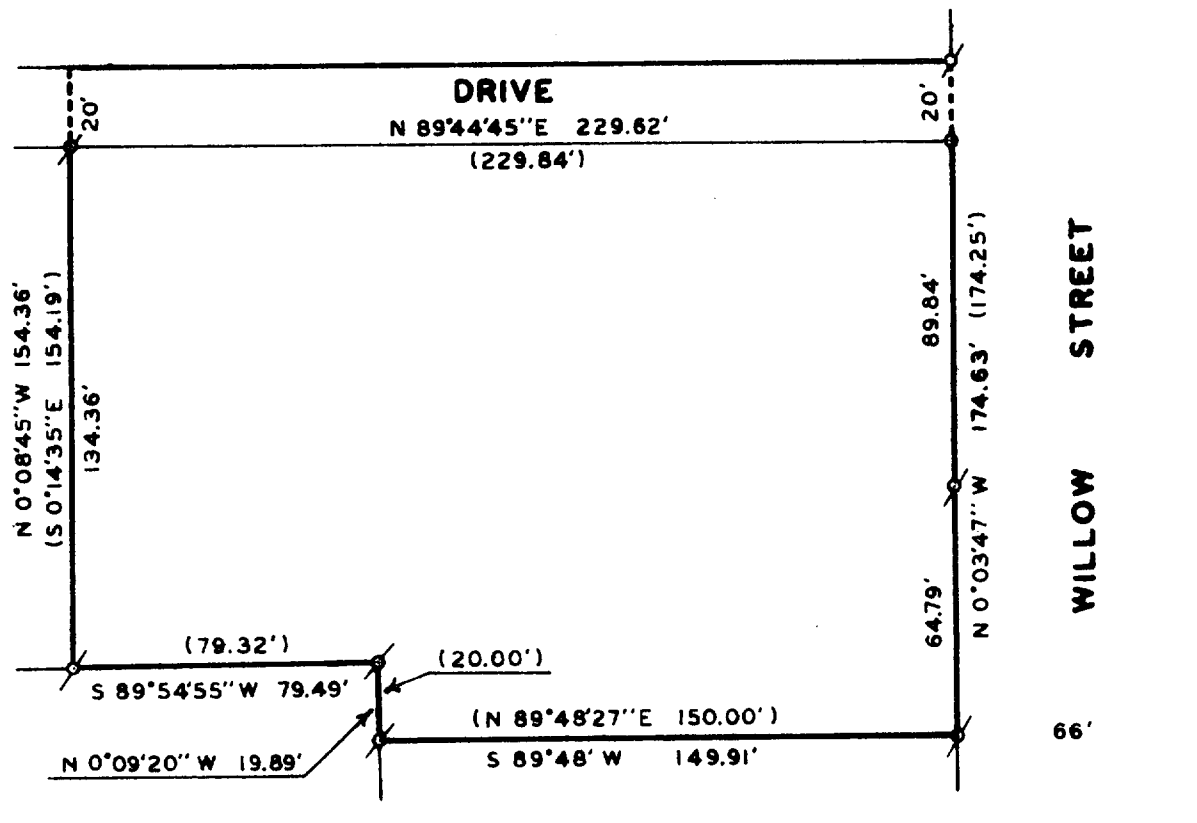 DRIVE
20'
20'
N 89°44'45"E 229.62'
(229.84')
N 0°08'45"W 154.36'
(S 0°14'35"E 154.19')
134.36'
89.84'
64.79'
N 0°03'47"W 174.63' (174.25')
WILLOW STREET
(79.32')
S 89°54'55"W 79.49'
(20.00')
N 0°09'20"W 19.89'
(N 89°48'27"E 150.00')
S 89°48'W 149.91'
66'